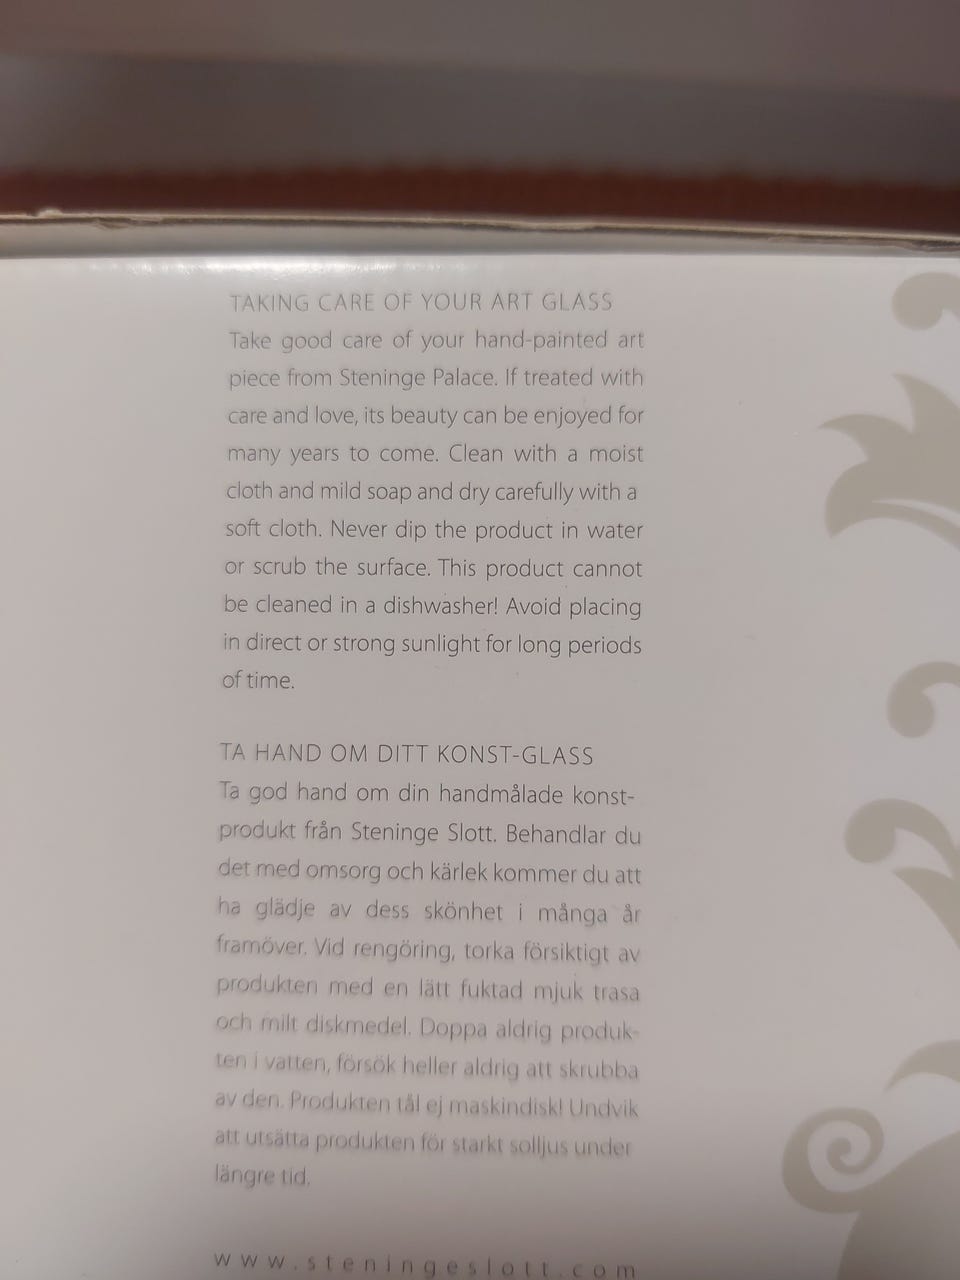 TAKING CARE OF YOUR ART GLASS
Take good care of your hand-painted art
piece from Steninge Palace. If treated with
care and love, its beauty can be enjoyed for
many years to come. Clean with a moist
cloth and mild soap and dry carefully with a
soft cloth. Never dip the product in water
or scrub the surface. This product cannot
be cleaned in a dishwasher! Avoid placing
in direct or strong sunlight for long periods
of time.
TA HAND OM DITT KONST-GLASS
Ta god hand om din handmålade konst-
produkt från Steninge Slott. Behandlar du
det med omsorg och kärlek kommer du att
ha glädje av dess skönhet i många år
framöver. Vid rengöring, torka försiktigt av
produkten med en lätt fuktad mjuk trasa
och milt diskmedel. Doppa aldrig produk-
ten i vatten, försök heller aldrig att skrubba
av den. Produkten tål ej maskindisk! Undvik
att utsätta produkten för starkt solljus under
längre tid.
www.steningeslott.com